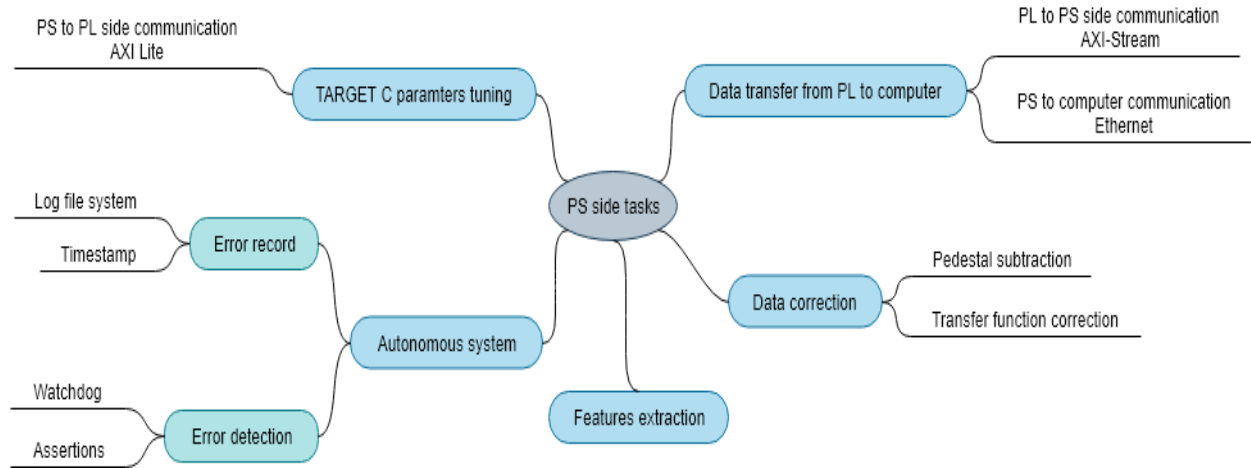 PS to PL side communication
AXI Lite
TARGET C paramters tuning
PL to PS side communication
AXI-Stream
Data transfer from PL to computer
PS to computer communication
Ethernet
PS side tasks
Log file system
Error record
Timestamp
Autonomous system
Watchdog
Error detection
Assertions
Pedestal subtraction
Data correction
Transfer function correction
Features extraction